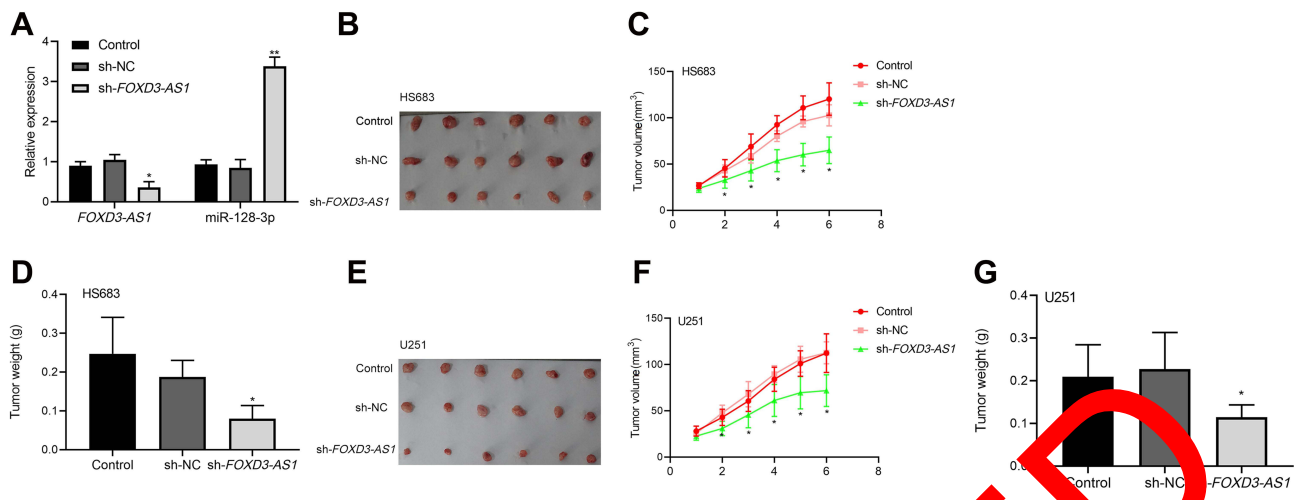 A
Relative expression
4
3
2
1
0
Control
sh-NC
sh-FOXD3-AS1
*
**
FOXD3-AS1
miR-128-3p
B
HS683
Control
sh-NC
sh-FOXD3-AS1
C
HS683
Tumor volume(mm3)
150
100
50
0
0
2
4
6
8
* * * * *
Control
sh-NC
sh-FOXD3-AS1
D
HS683
Tumor weight (g)
0.4
0.3
0.2
0.1
0.0
*
Control
sh-NC
sh-FOXD3-AS1
E
U251
Control
sh-NC
sh-FOXD3-AS1
F
U251
Tumor volume(mm3)
150
100
50
0
0
2
4
6
8
* * * * *
Control
sh-NC
sh-FOXD3-AS1
G
U251
Tumor weight (g)
0.4
0.3
0.2
0.1
*
Control
sh-NC
-FOXD3-AS1